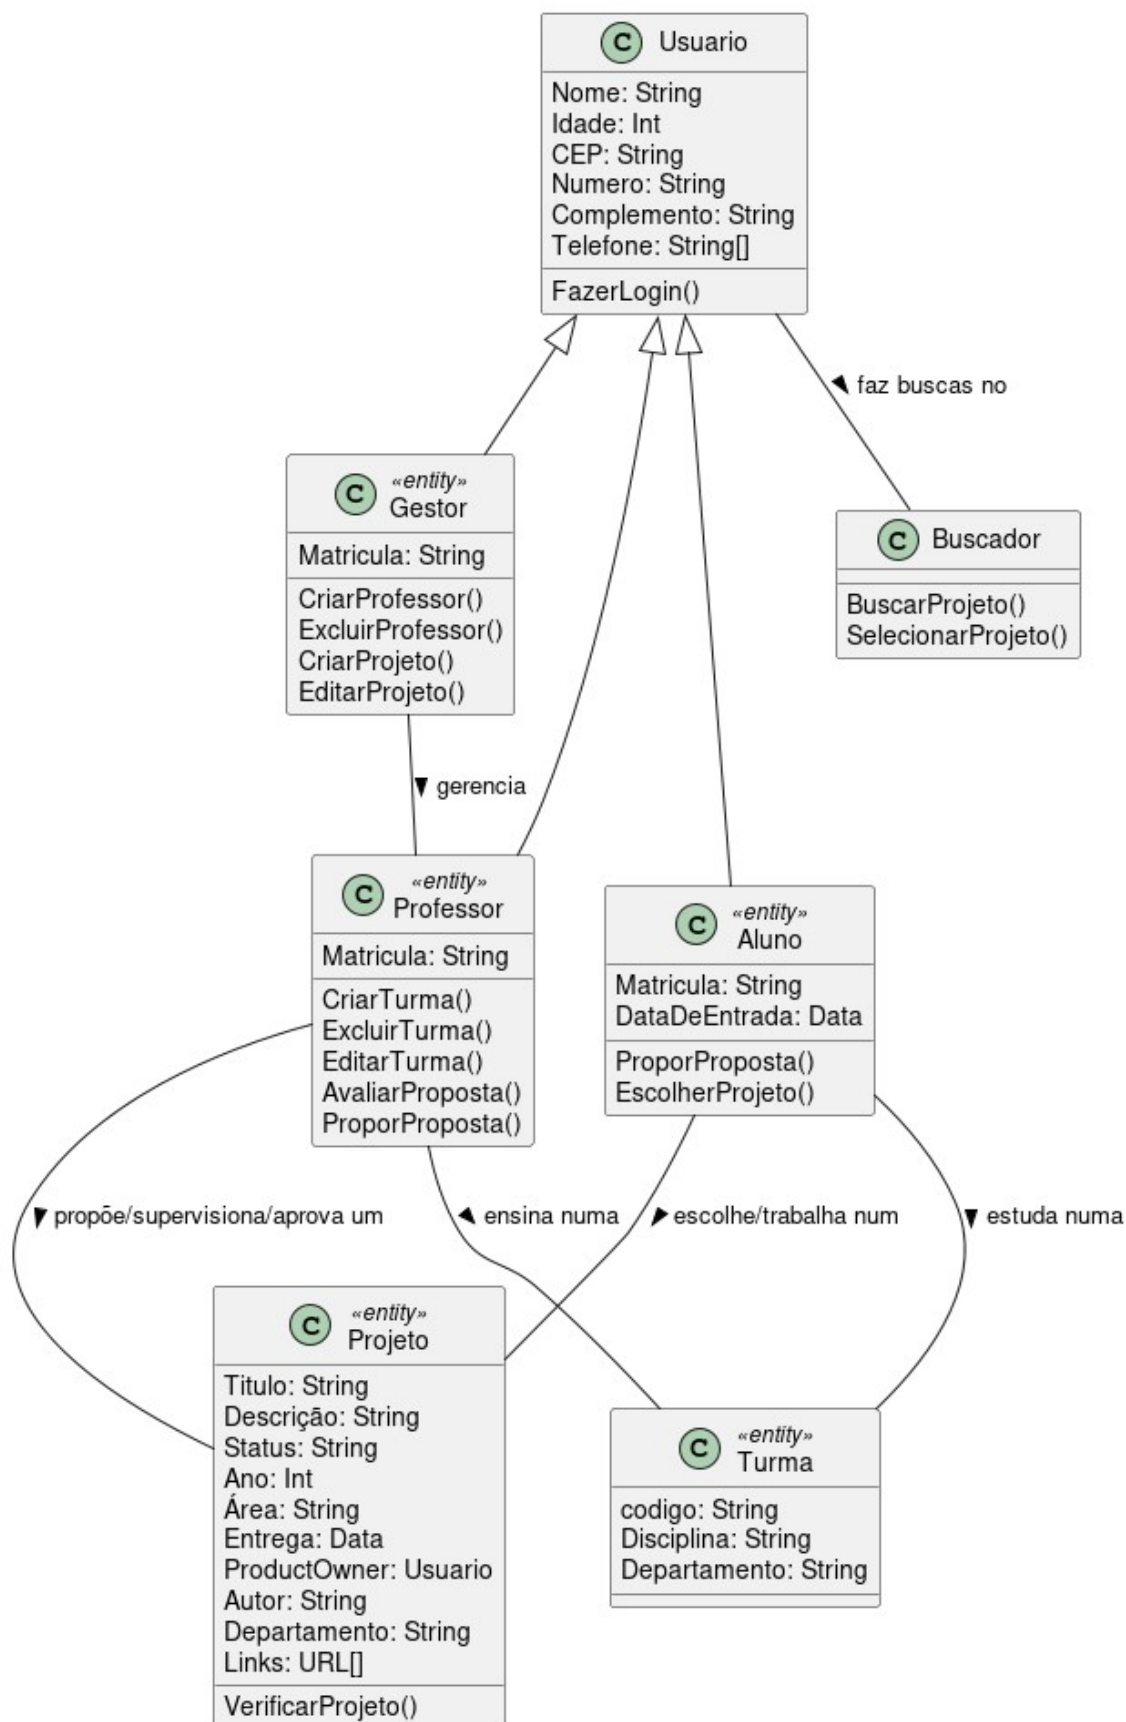 C Usuario
Nome: String
Idade: Int
CEP: String
Numero: String
Complemento: String
Telefone: String[]
FazerLogin()
faz buscas no
«entity»
C Gestor
Matricula: String
CriarProfessor()
ExcluirProfessor()
CriarProjeto()
EditarProjeto()
C Buscador
BuscarProjeto()
SelecionarProjeto()
gerencia
«entity»
C Professor
Matricula: String
CriarTurma()
ExcluirTurma()
EditarTurma()
AvaliarProposta()
ProporProposta()
«entity»
C Aluno
Matricula: String
DataDeEntrada: Data
ProporProposta()
EscolherProjeto()
propõe/supervisiona/aprova um
ensina numa
escolhe/trabalha num
estuda numa
«entity»
C Projeto
Titulo: String
Descrição: String
Status: String
Ano: Int
Área: String
Entrega: Data
ProductOwner: Usuario
Autor: String
Departamento: String
Links: URL[]
VerificarProjeto()
«entity»
C Turma
codigo: String
Disciplina: String
Departamento: String